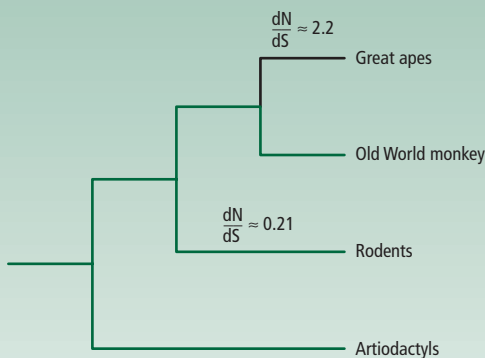 dN
dS ≈ 2.2
Great apes
Old World monkey
dN
dS ≈ 0.21
Rodents
Artiodactyls